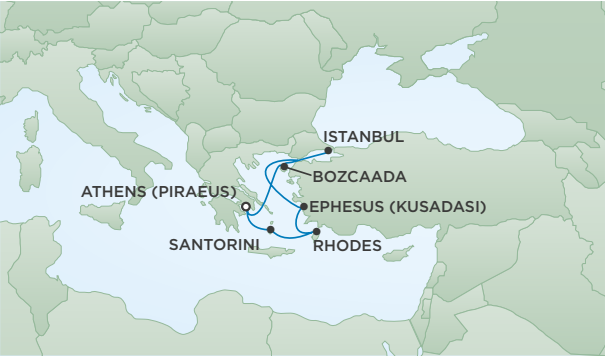 ISTANBUL
BOZCAADA
ATHENS (PIRAEUS)
EPHESUS (KUSADASI)
SANTORINI
RHODES